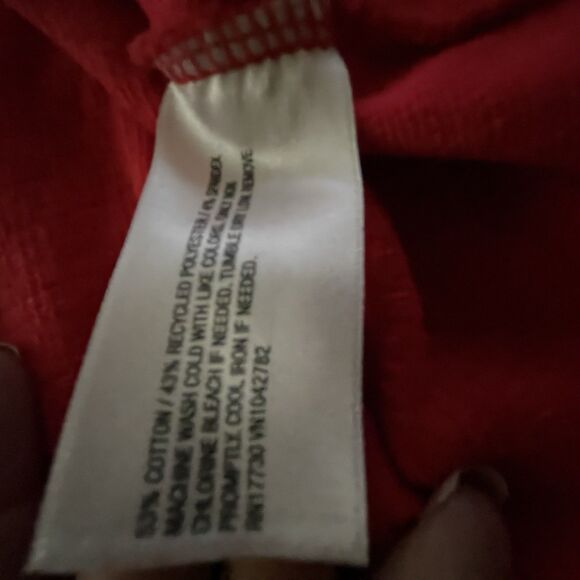 53% COTTON / 43% RECYCLED POLYESTER / 4% SPANDEX.
MACHINE WASH COLD WITH LIKE COLORS. ONLY NON
CHLORINE BLEACH IF NEEDED. TUMBLE DRY LOW. REMOVE
PROMPTLY. COOL IRON IF NEEDED.
RN17730 VN1042782